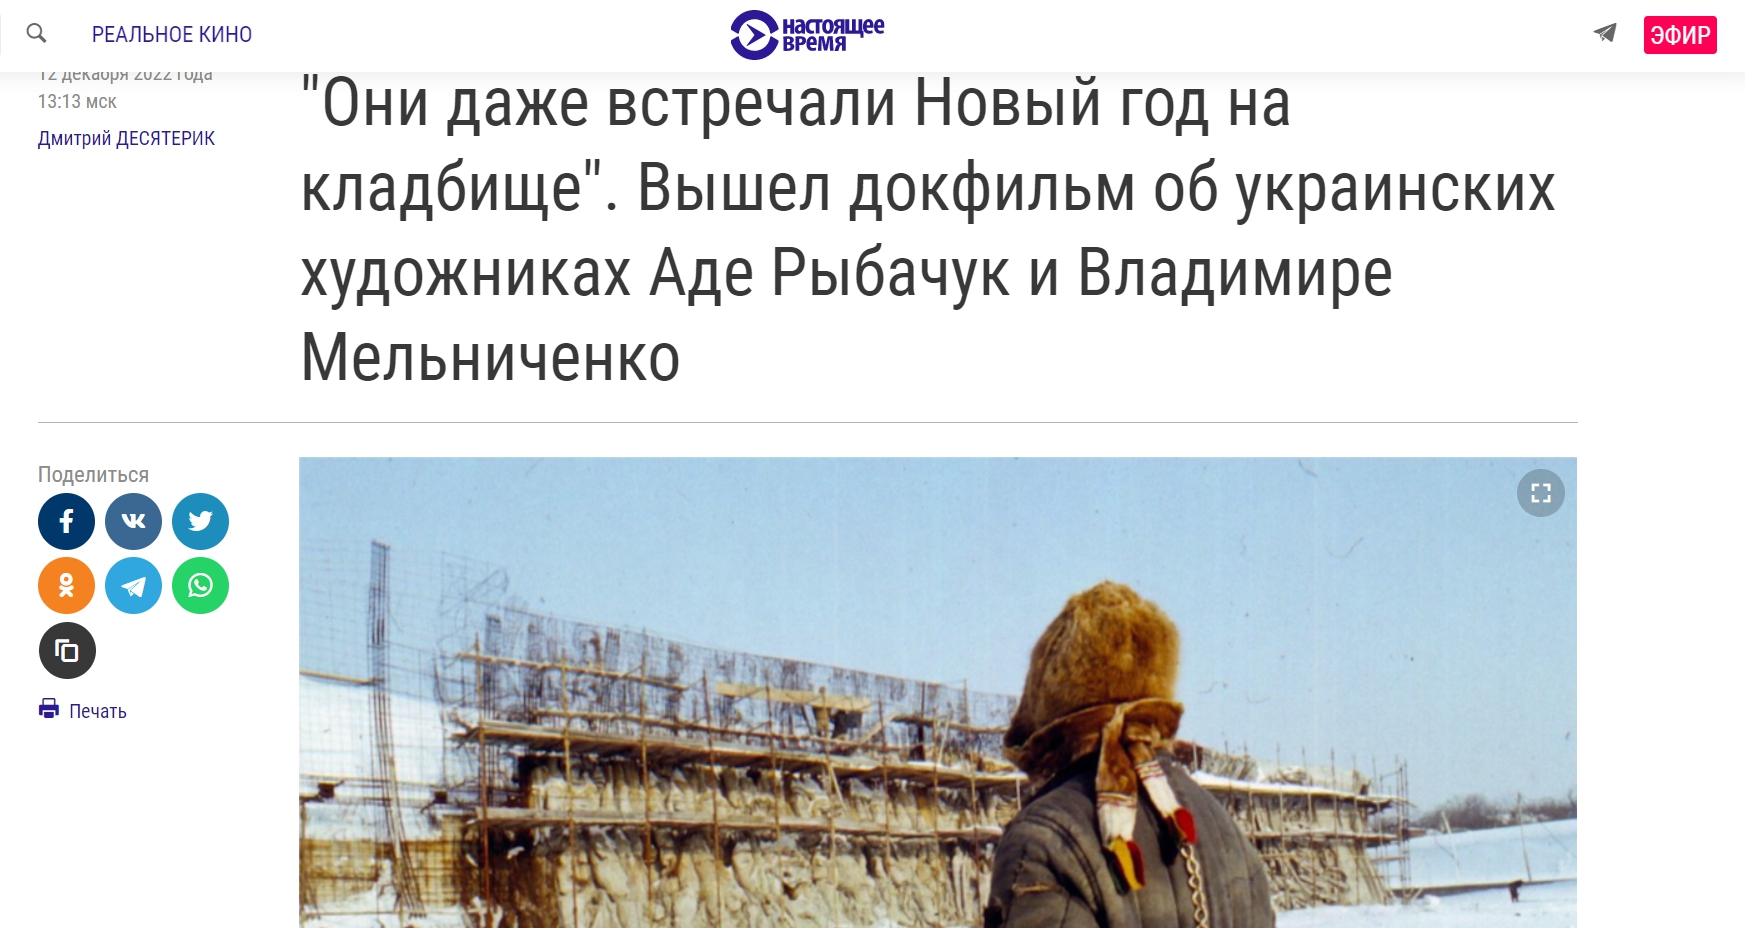 РЕАЛЬНОЕ КИНО
НАСТОЯЩЕЕ
ВРЕМЯ
ЭФИР
12 декабря 2022 года
13:13 мск
Дмитрий ДЕСЯТЕРИК
"Они даже встречали Новый год на
кладбище". Вышел докфильм об украинских
художниках Аде Рыбачук и Владимире
Мельниченко
Поделиться
Печать